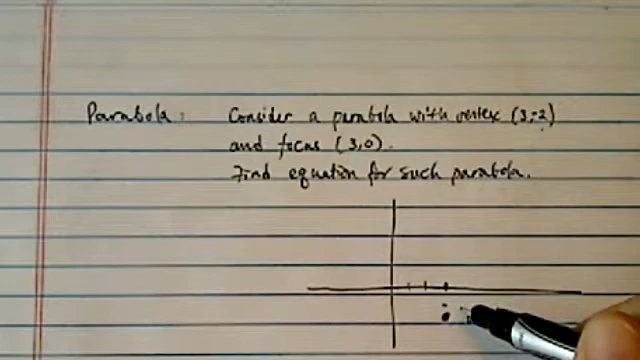 Parabola: Consider a parabola with vertex (3,-2)
and focus (3,0).
Find equation for such parabola.